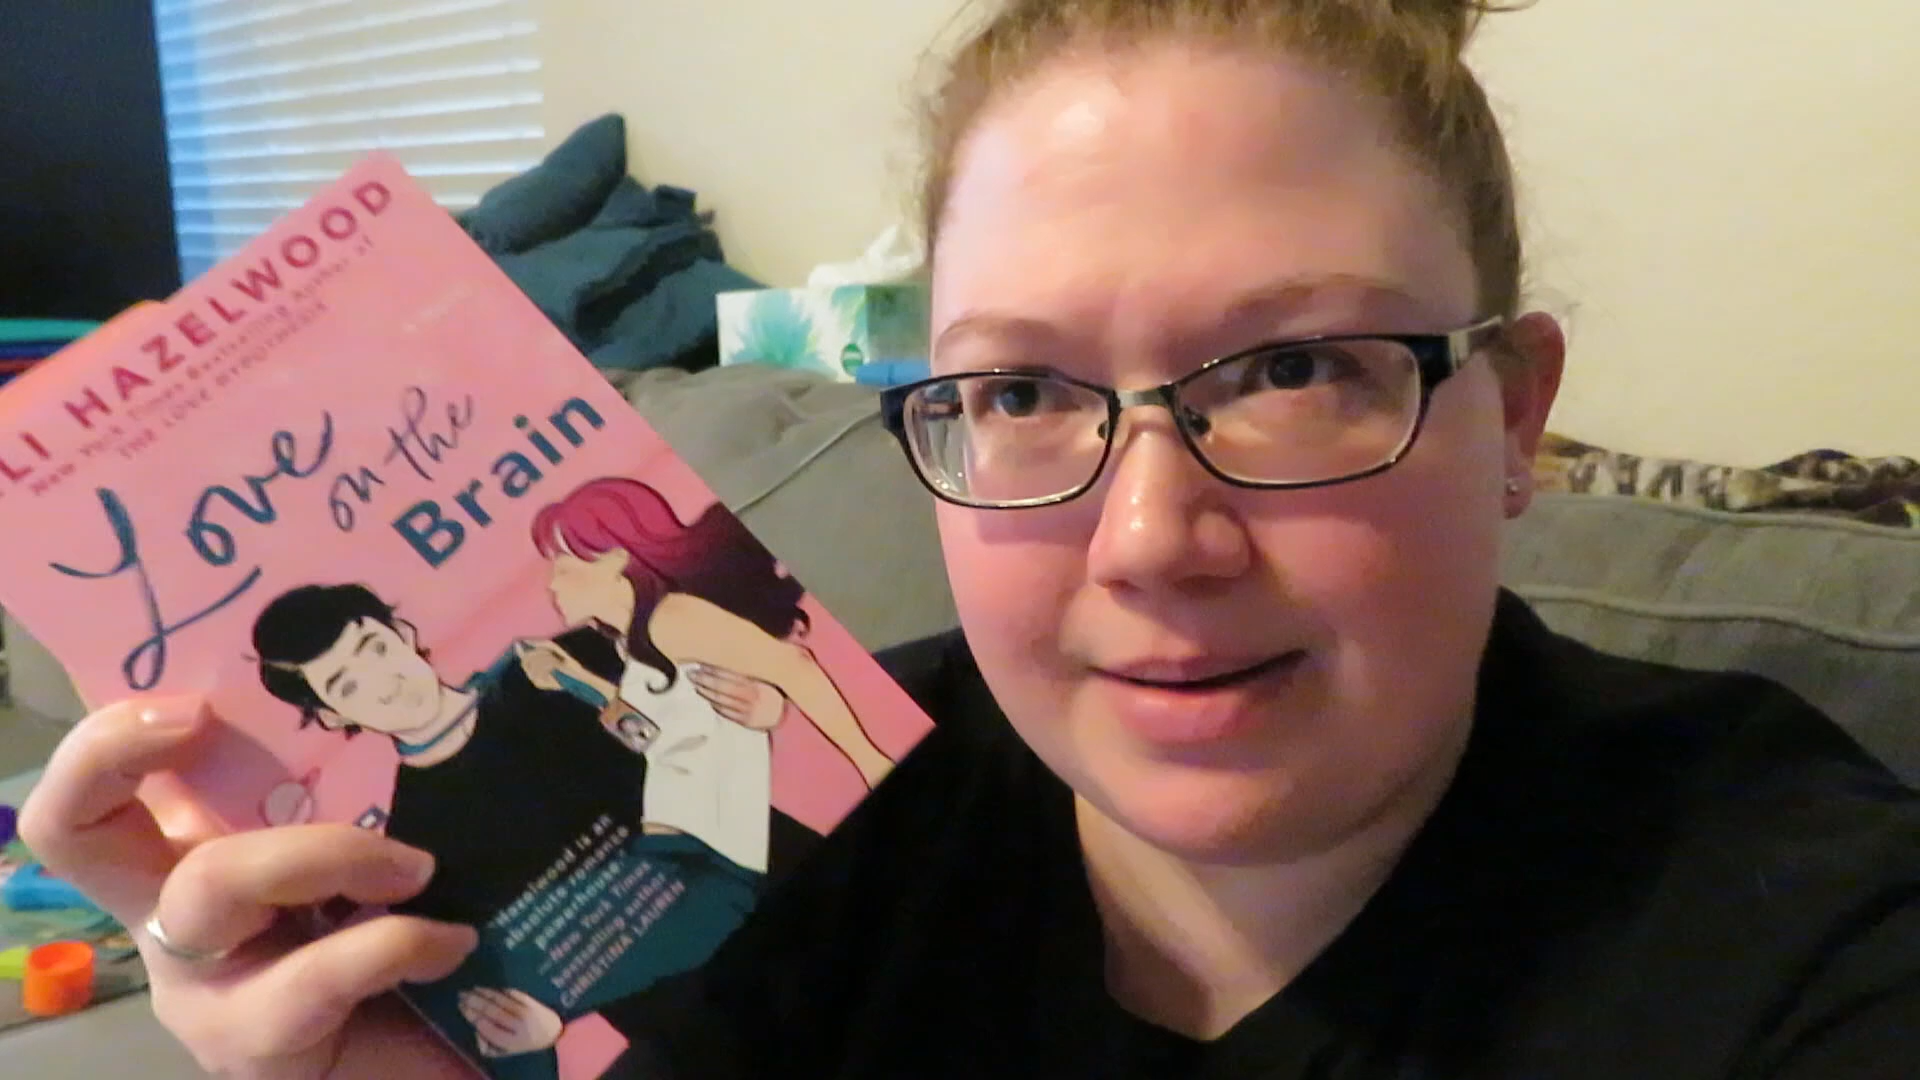 LI HAZELWOOD
New York Times Bestselling Author of
THE LOVE HYPOTHESIS
Love
on the
Brain
"Hazelwood is an
absolute romance
powerhouse."
—New York Times
bestselling author
CHRISTINA LAUREN